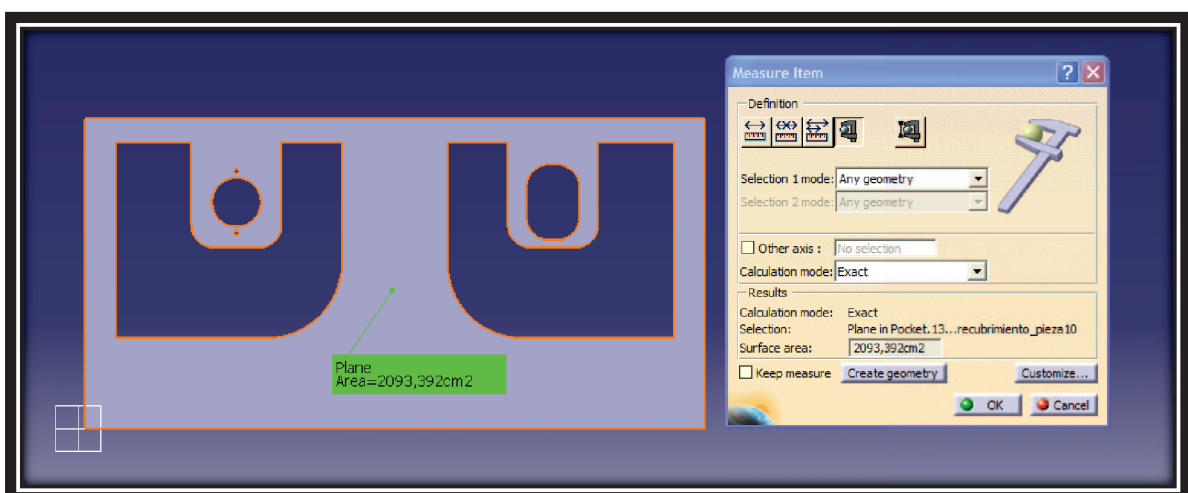 Measure Item
Definition
Selection 1 mode: Any geometry
Selection 2 mode: Any geometry
Other axis : No selection
Calculation mode: Exact
Results
Calculation mode: Exact
Selection: Plane in Pocket.13...recubrimiento_pieza10
Surface area: 2093,392cm2
Keep measure Create geometry Customize...
OK Cancel
Plane
Area=2093,392cm2